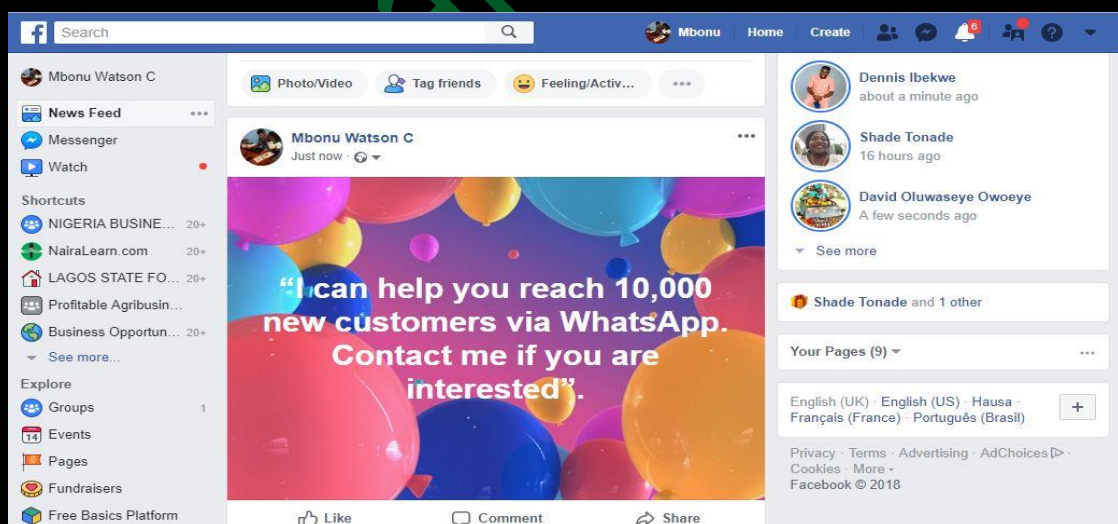 f Search Mbonu Home Create 6
Mbonu Watson C
News Feed
Messenger
Watch
Shortcuts
NIGERIA BUSINE... 20+
NairaLearn.com 20+
LAGOS STATE FO... 20+
Profitable Agribusin...
Business Opportun... 20+
See more...
Explore
Groups 1
14 Events
Pages
Fundraisers
Free Basics Platform
Photo/Video Tag friends Feeling/Activ...
Mbonu Watson C
Just now ·
“I can help you reach 10,000
new customers via WhatsApp.
Contact me if you are
interested”.
Like Comment Share
Dennis Ibekwe
about a minute ago
Shade Tonade
16 hours ago
David Oluwaseye Owoeye
A few seconds ago
See more
Shade Tonade and 1 other
Your Pages (9)
English (UK) · English (US) · Hausa ·
Français (France) · Português (Brasil)
Privacy · Terms · Advertising · AdChoices ·
Cookies · More
Facebook © 2018